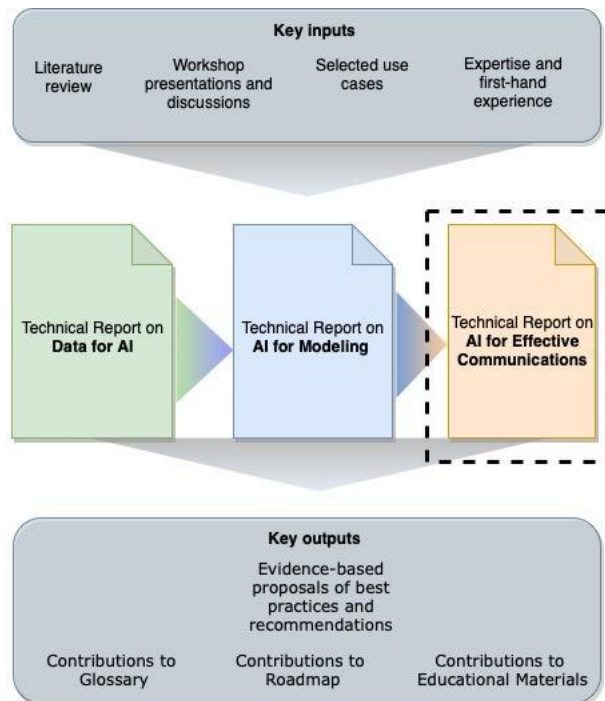 Key inputs
Literature
review
Workshop
presentations and
discussions
Selected use
cases
Expertise and
first-hand
experience
Technical Report on
Data for AI
Technical Report on
AI for Modeling
Technical Report on
AI for Effective
Communications
Key outputs
Evidence-based
proposals of best
practices and
recommendations
Contributions to
Glossary
Contributions to
Roadmap
Contributions to
Educational Materials